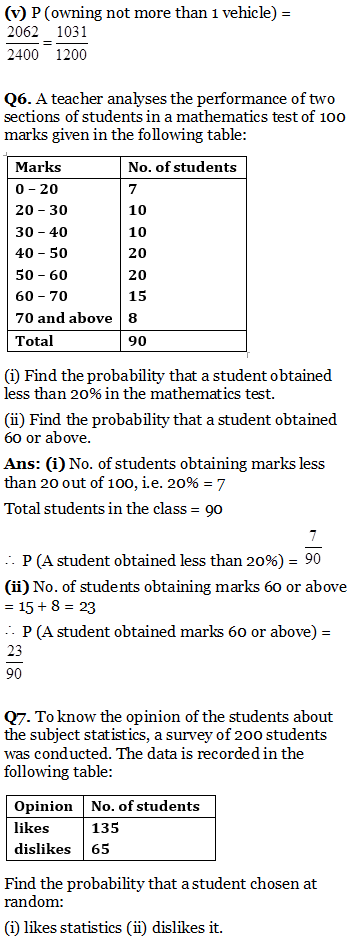 (v) P (owning not more than 1 vehicle) =
2062/2400 = 1031/1200
Q6. A teacher analyses the performance of two
sections of students in a mathematics test of 100
marks given in the following table:
Marks No. of students
0 – 20 7
20 – 30 10
30 – 40 10
40 – 50 20
50 – 60 20
60 – 70 15
70 and above 8
Total 90
(i) Find the probability that a student obtained
less than 20% in the mathematics test.
(ii) Find the probability that a student obtained
60 or above.
Ans: (i) No. of students obtaining marks less
than 20 out of 100, i.e. 20% = 7
Total students in the class = 90
∴ P (A student obtained less than 20%) = 7/90
(ii) No. of students obtaining marks 60 or above
= 15 + 8 = 23
∴ P (A student obtained marks 60 or above) =
23/90
Q7. To know the opinion of the students about
the subject statistics, a survey of 200 students
was conducted. The data is recorded in the
following table:
Opinion No. of students
likes 135
dislikes 65
Find the probability that a student chosen at
random:
(i) likes statistics (ii) dislikes it.